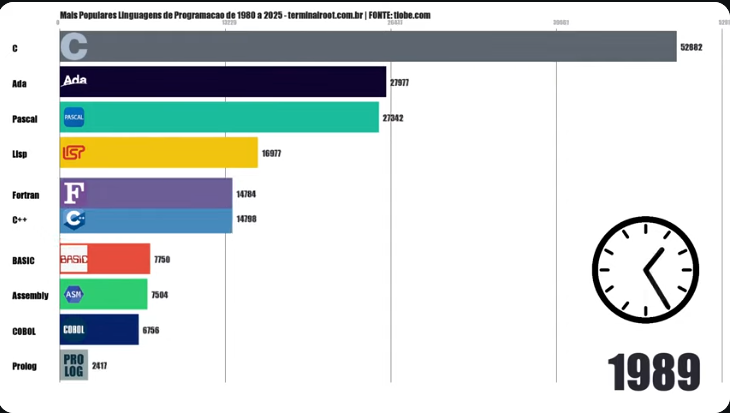 Mais Populares Linguagens de Programacao de 1980 a 2025 - terminalroot.com.br | FONTE: tiobe.com
0
C
C
52682
Ada
Ada
27977
Pascal
PASCAL
27342
Lisp
LISP
16977
Fortran
F
14784
C++
C++
14790
BASIC
BASIC
7750
Assembly
ASM
7504
COBOL
COBOL
6756
Prolog
PRO
LOG
2417
1989